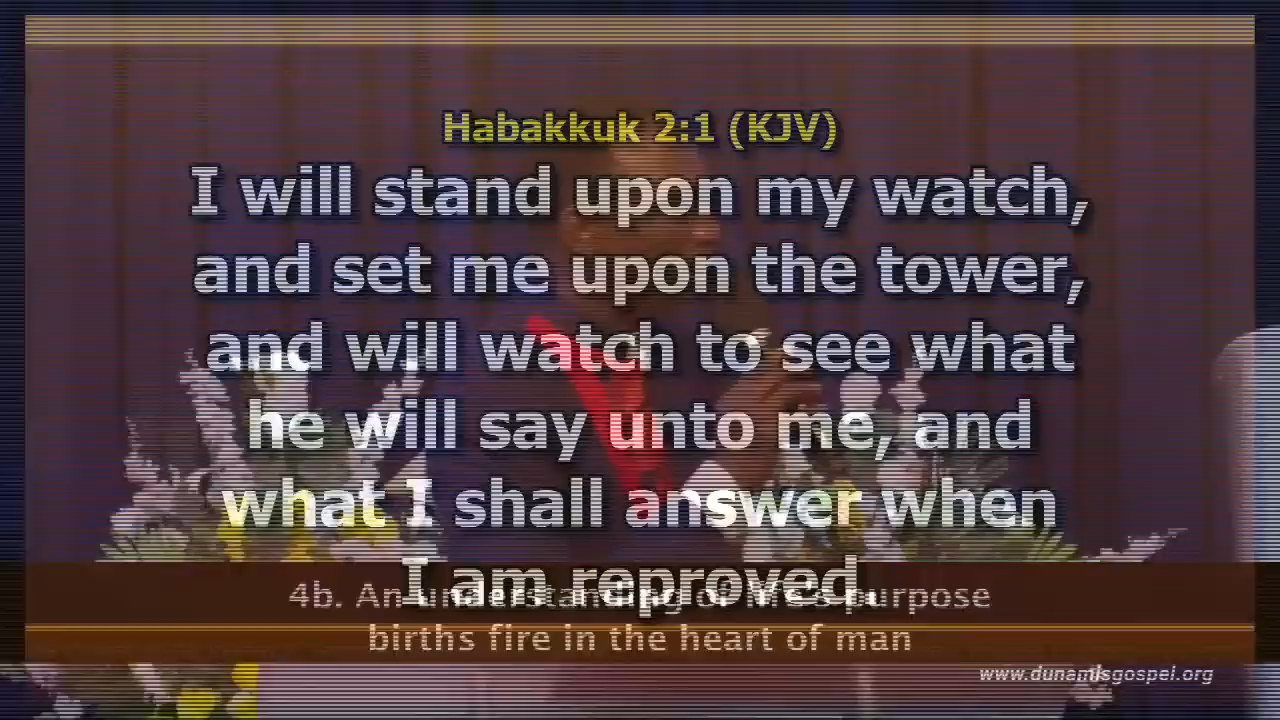 Habakkuk 2:1 (KJV)
I will stand upon my watch,
and set me upon the tower,
and will watch to see what
he will say unto me, and
what I shall answer when
I am reproved.
4b. An understanding of life's purpose
births fire in the heart of man
www.dunamisgospel.org